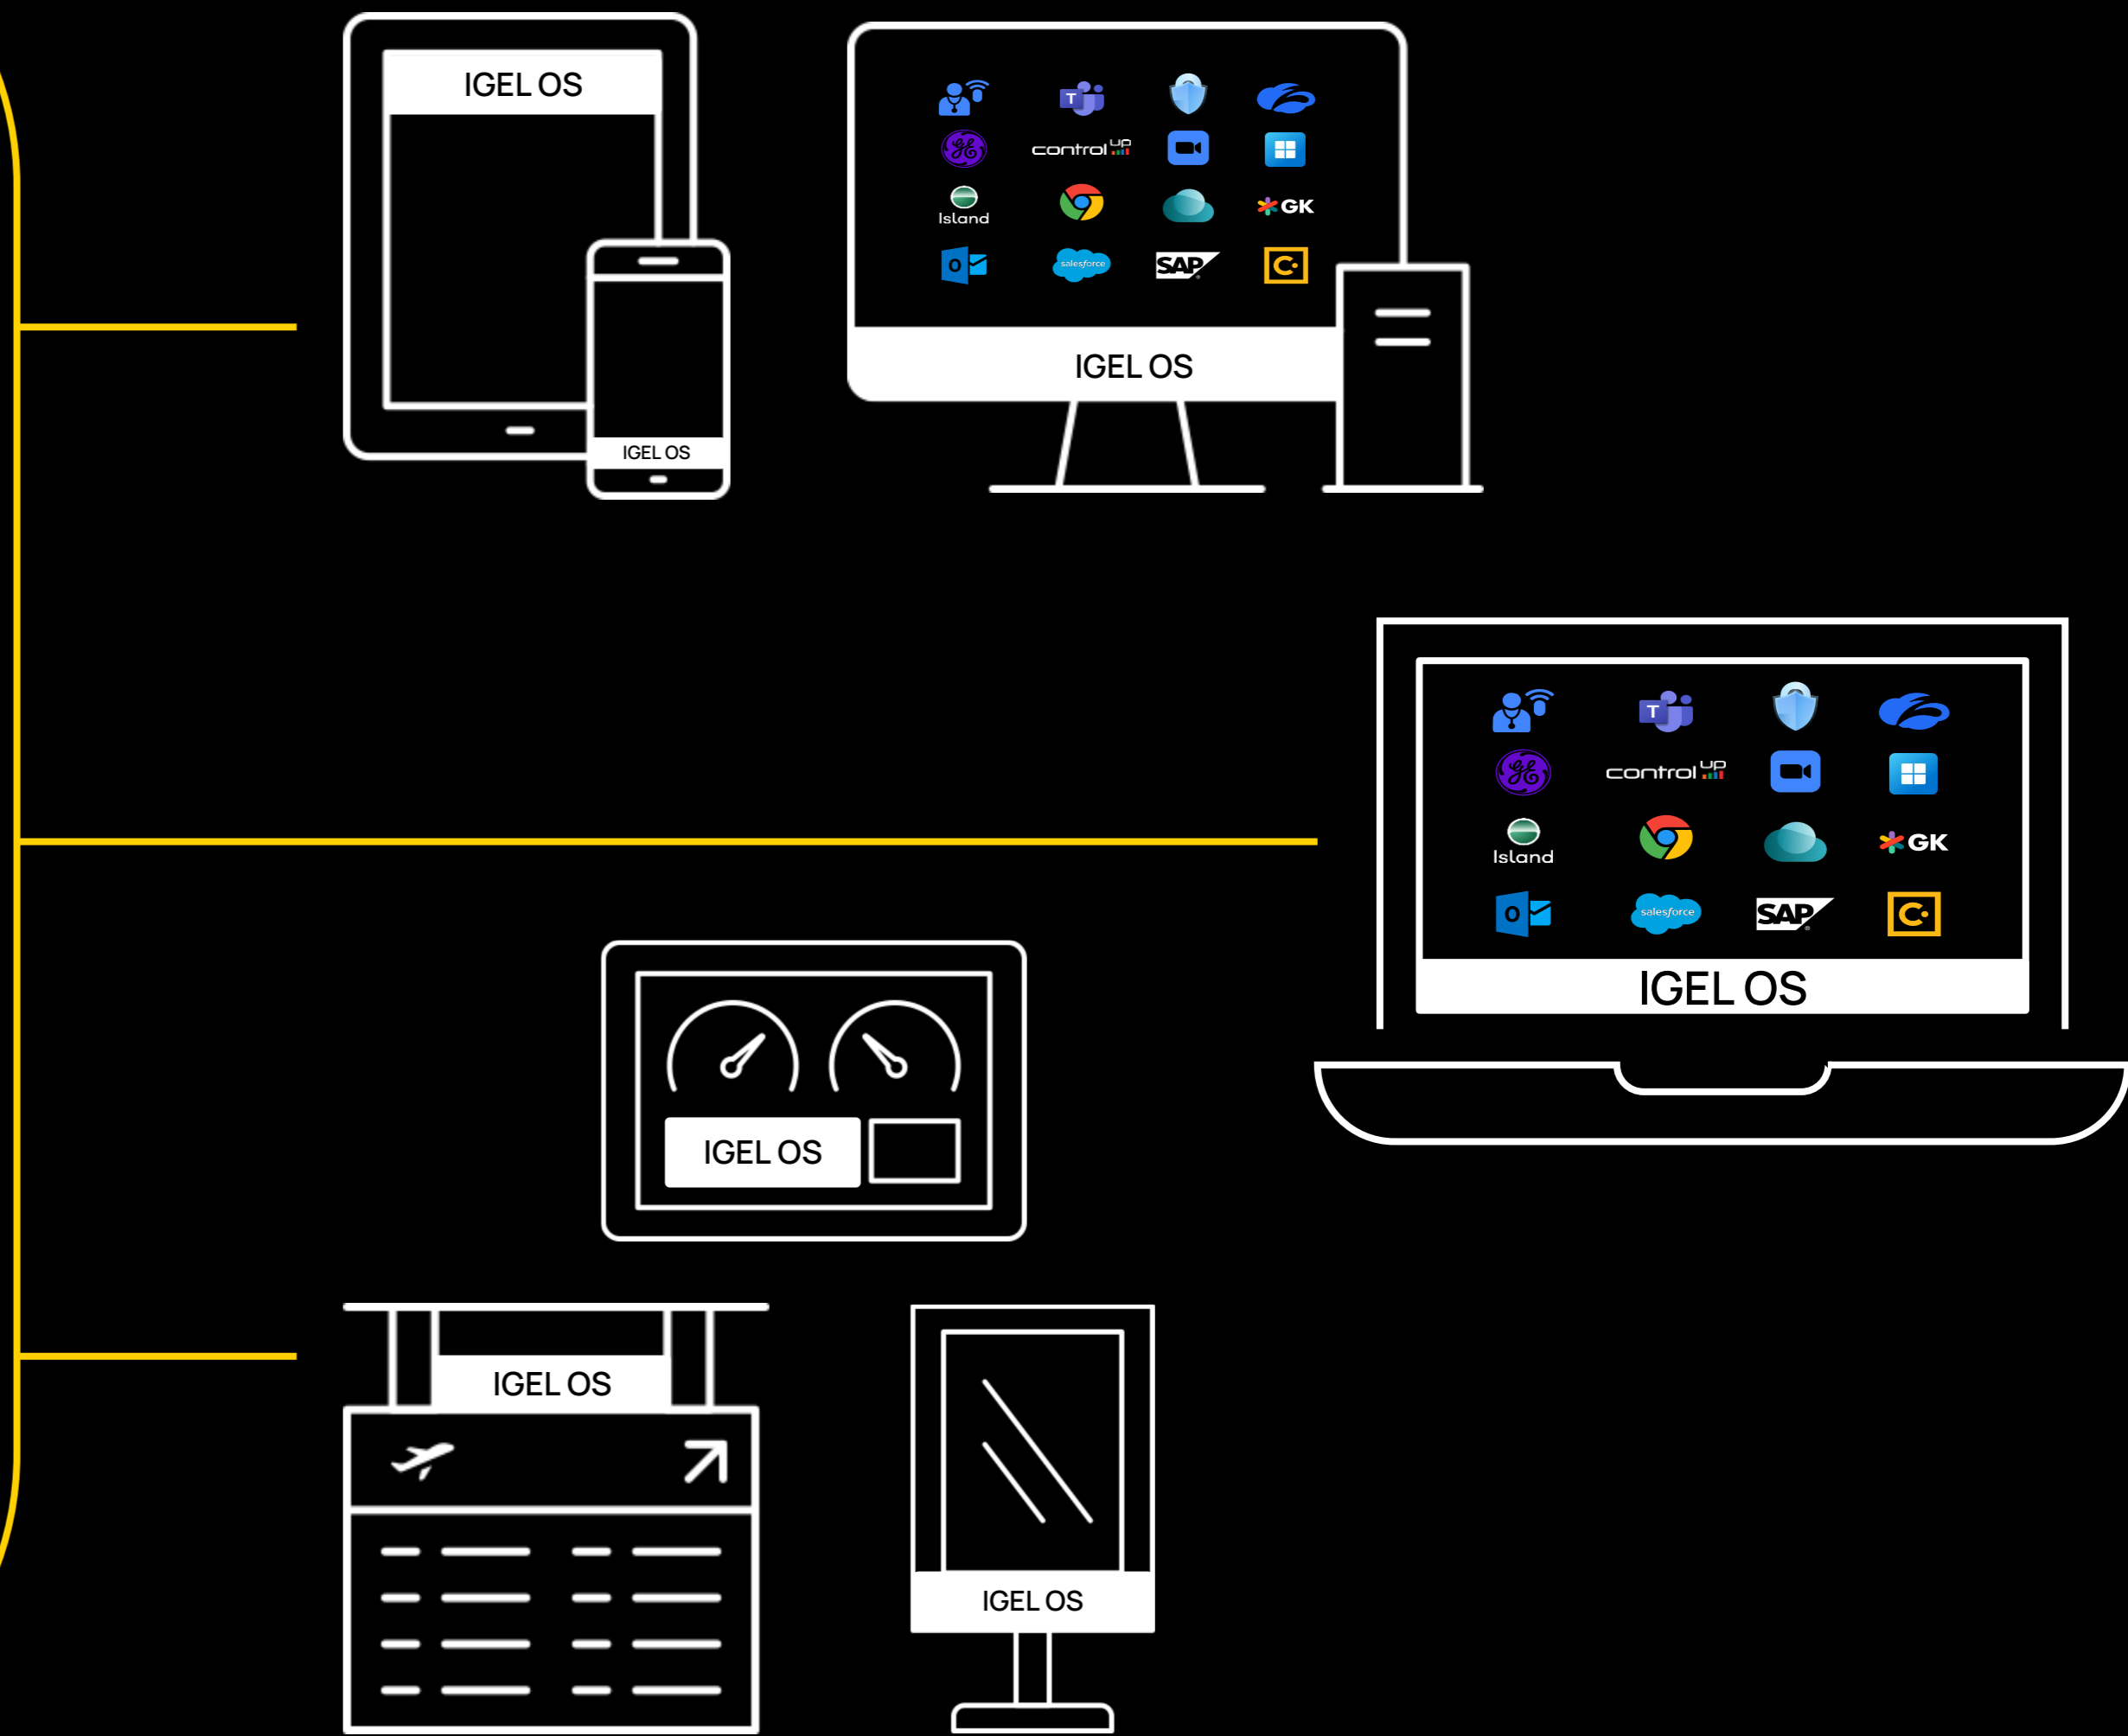 IGEL OS
IGEL OS
T
control up
Island
GK
O
salesforce
SAP
C
IGEL OS
T
control up
Island
GK
O
salesforce
SAP
C
IGEL OS
IGEL OS
IGEL OS
IGEL OS